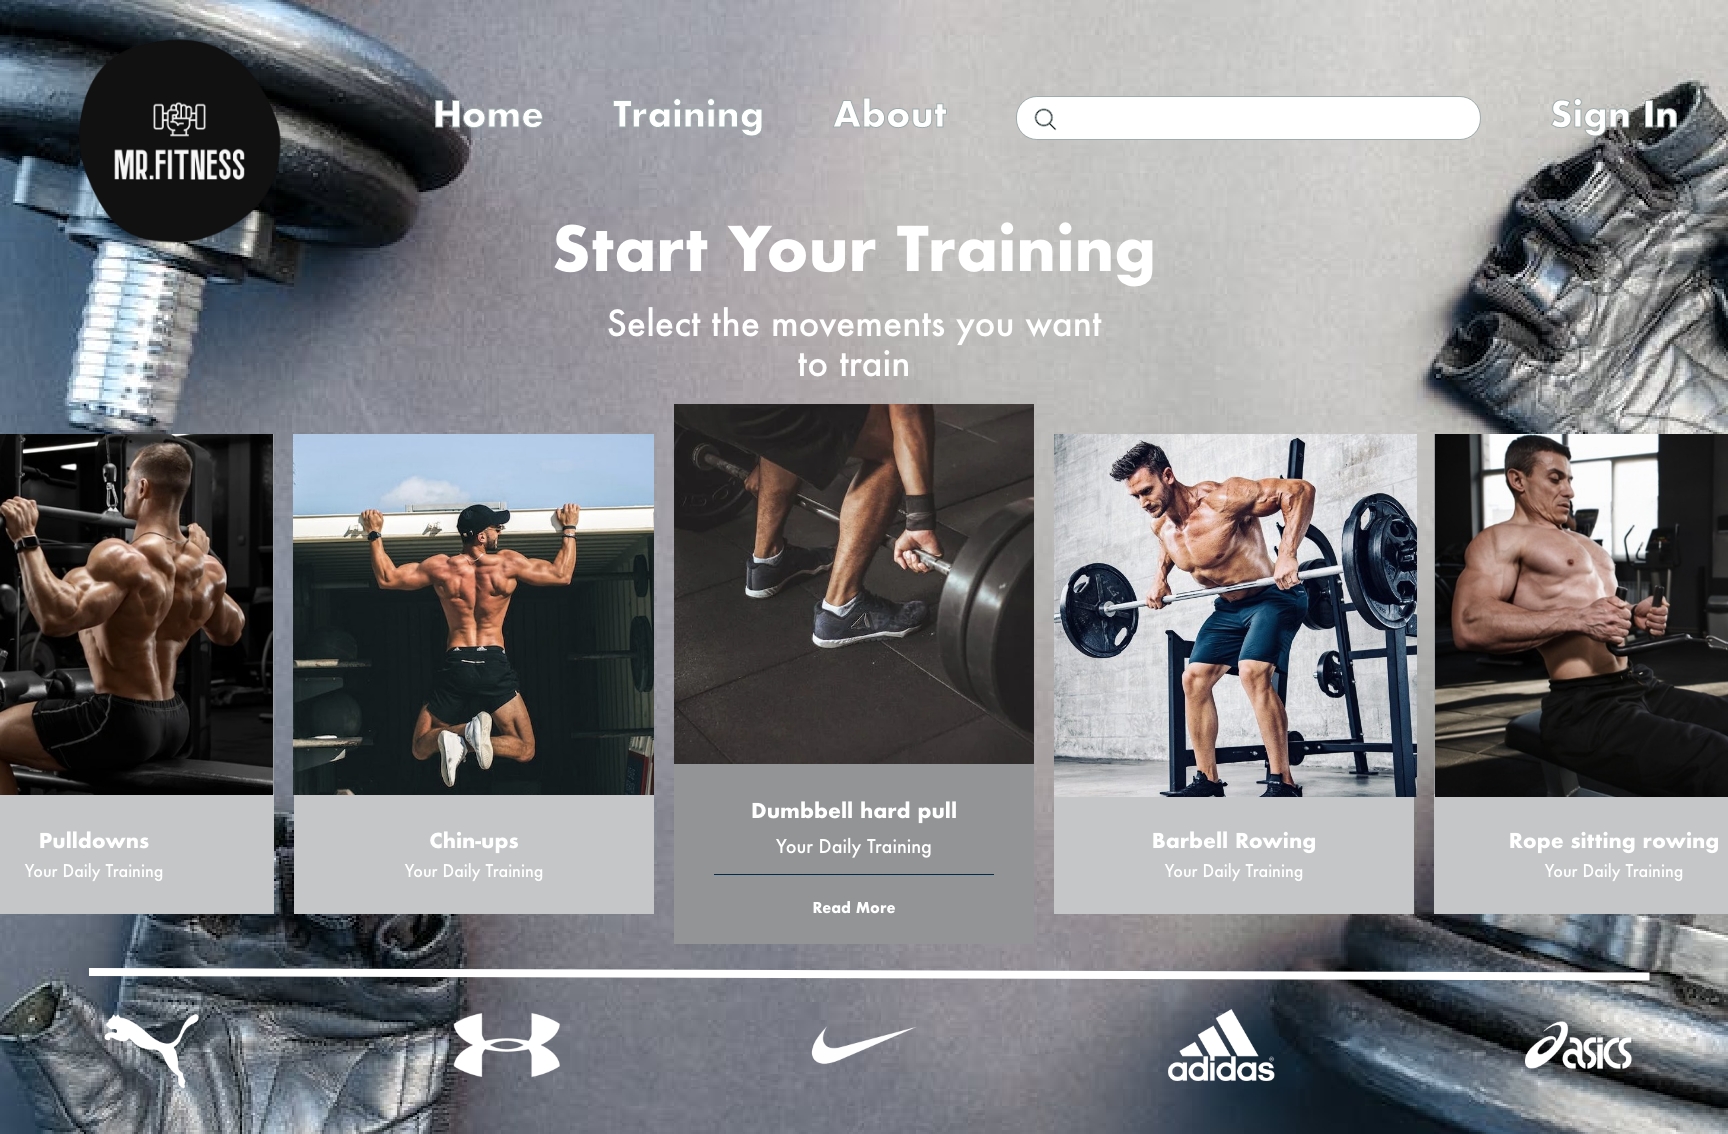 MR.FITNESS
Home
Training
About
Sign In
Start Your Training
Select the movements you want
to train
Pulldowns
Your Daily Training
Chin-ups
Your Daily Training
Dumbbell hard pull
Your Daily Training
Read More
Barbell Rowing
Your Daily Training
Rope sitting rowing
Your Daily Training
adidas
asics